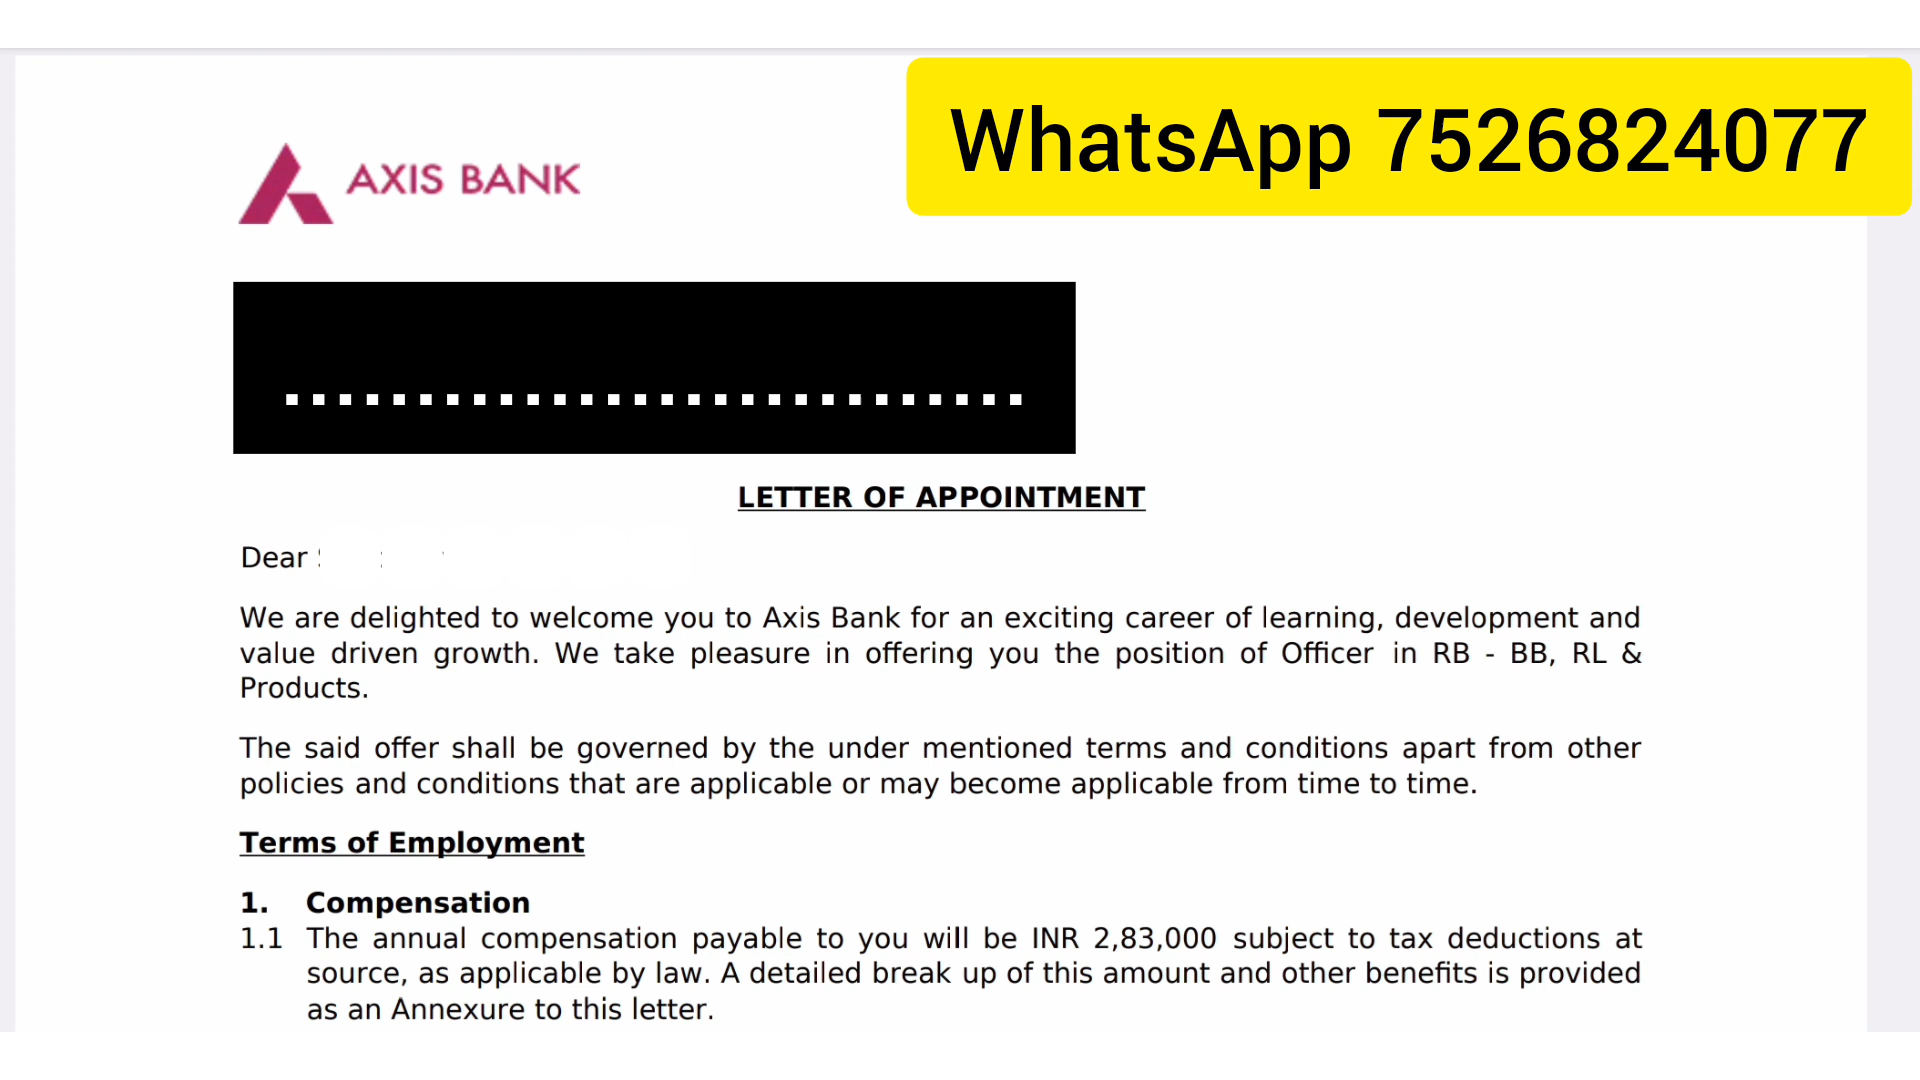 WhatsApp 7526824077
AXIS BANK
LETTER OF APPOINTMENT
Dear
We are delighted to welcome you to Axis Bank for an exciting career of learning, development and
value driven growth. We take pleasure in offering you the position of Officer in RB - BB, RL &
Products.
The said offer shall be governed by the under mentioned terms and conditions apart from other
policies and conditions that are applicable or may become applicable from time to time.
Terms of Employment
1. Compensation
1.1 The annual compensation payable to you will be INR 2,83,000 subject to tax deductions at
source, as applicable by law. A detailed break up of this amount and other benefits is provided
as an Annexure to this letter.